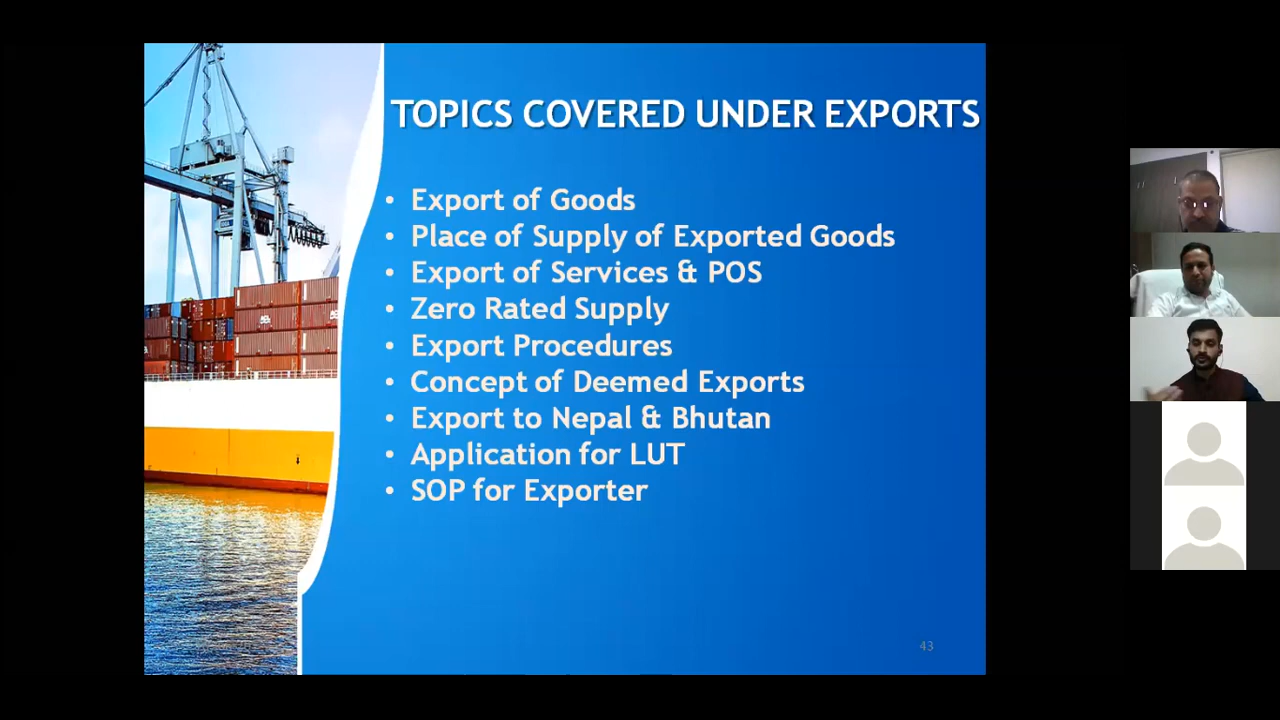 TOPICS COVERED UNDER EXPORTS
• Export of Goods
• Place of Supply of Exported Goods
• Export of Services & POS
• Zero Rated Supply
• Export Procedures
• Concept of Deemed Exports
• Export to Nepal & Bhutan
• Application for LUT
• SOP for Exporter
43